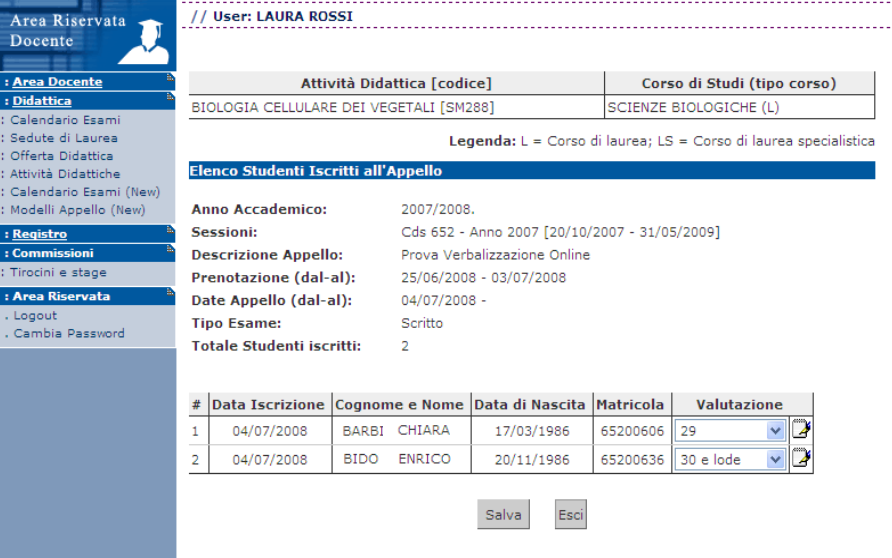 Area Riservata
Docente
// User: LAURA ROSSI
: Area Docente
: Didattica
: Calendario Esami
: Sedute di Laurea
: Offerta Didattica
: Attività Didattiche
: Calendario Esami (New)
: Modelli Appello (New)
: Registro
: Commissioni
: Tirocini e stage
: Area Riservata
. Logout
. Cambia Password
Attività Didattica [codice] Corso di Studi (tipo corso)
BIOLOGIA CELLULARE DEI VEGETALI [SM288] SCIENZE BIOLOGICHE (L)
Legenda: L = Corso di laurea; LS = Corso di laurea specialistica
Elenco Studenti Iscritti all'Appello
Anno Accademico: 2007/2008.
Sessioni: Cds 652 - Anno 2007 [20/10/2007 - 31/05/2009]
Descrizione Appello: Prova Verbalizzazione Online
Prenotazione (dal-al): 25/06/2008 - 03/07/2008
Date Appello (dal-al): 04/07/2008 -
Tipo Esame: Scritto
Totale Studenti iscritti: 2
# Data Iscrizione Cognome e Nome Data di Nascita Matricola Valutazione
1 04/07/2008 BARBI CHIARA 17/03/1986 65200606 29
2 04/07/2008 BIDO ENRICO 20/11/1986 65200636 30 e lode
Salva Esci